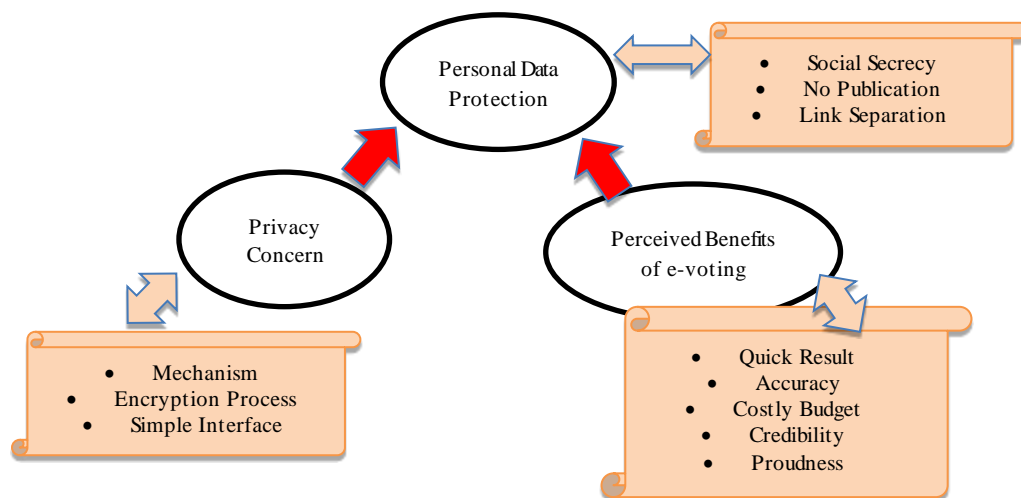 Personal Data
Protection
• Social Secrecy
• No Publication
• Link Separation
Privacy
Concern
Perceived Benefits
of e-voting
• Mechanism
• Encryption Process
• Simple Interface
• Quick Result
• Accuracy
• Costly Budget
• Credibility
• Proudness